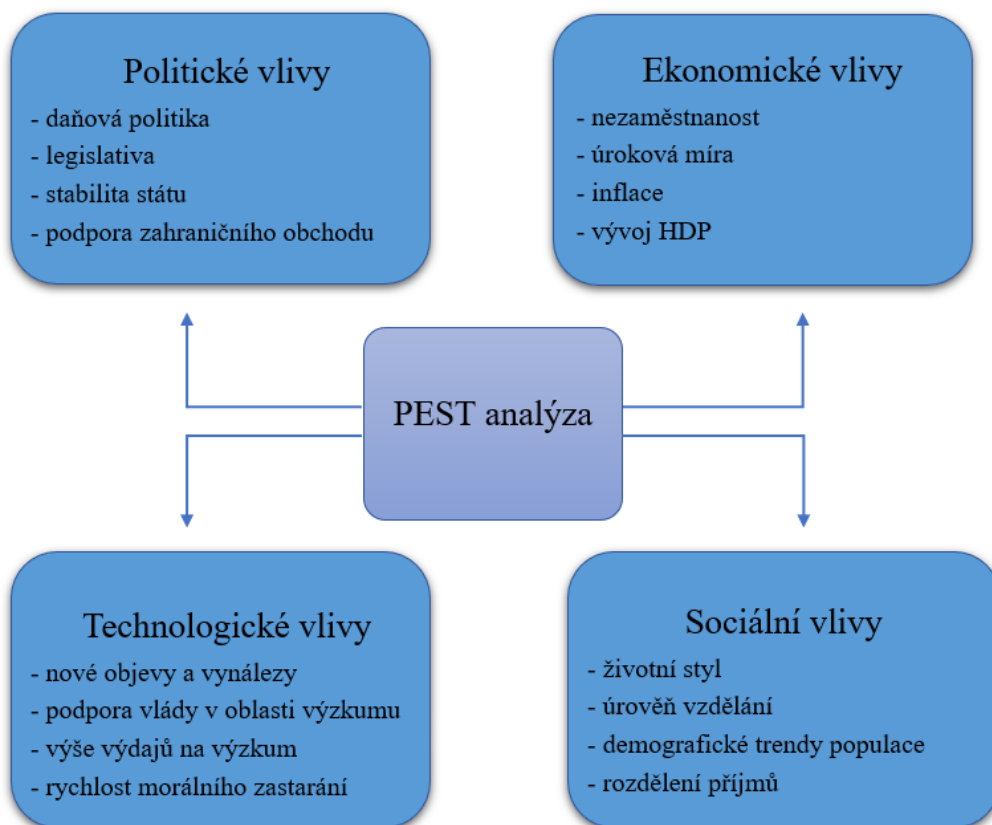 Politické vlivy
- daňová politika
- legislativa
- stabilita státu
- podpora zahraničního obchodu
Ekonomické vlivy
- nezaměstnanost
- úroková míra
- inflace
- vývoj HDP
PEST analýza
Technologické vlivy
- nové objevy a vynálezy
- podpora vlády v oblasti výzkumu
- výše výdajů na výzkum
- rychlost morálního zastarání
Sociální vlivy
- životní styl
- úrověň vzdělání
- demografické trendy populace
- rozdělení příjmů